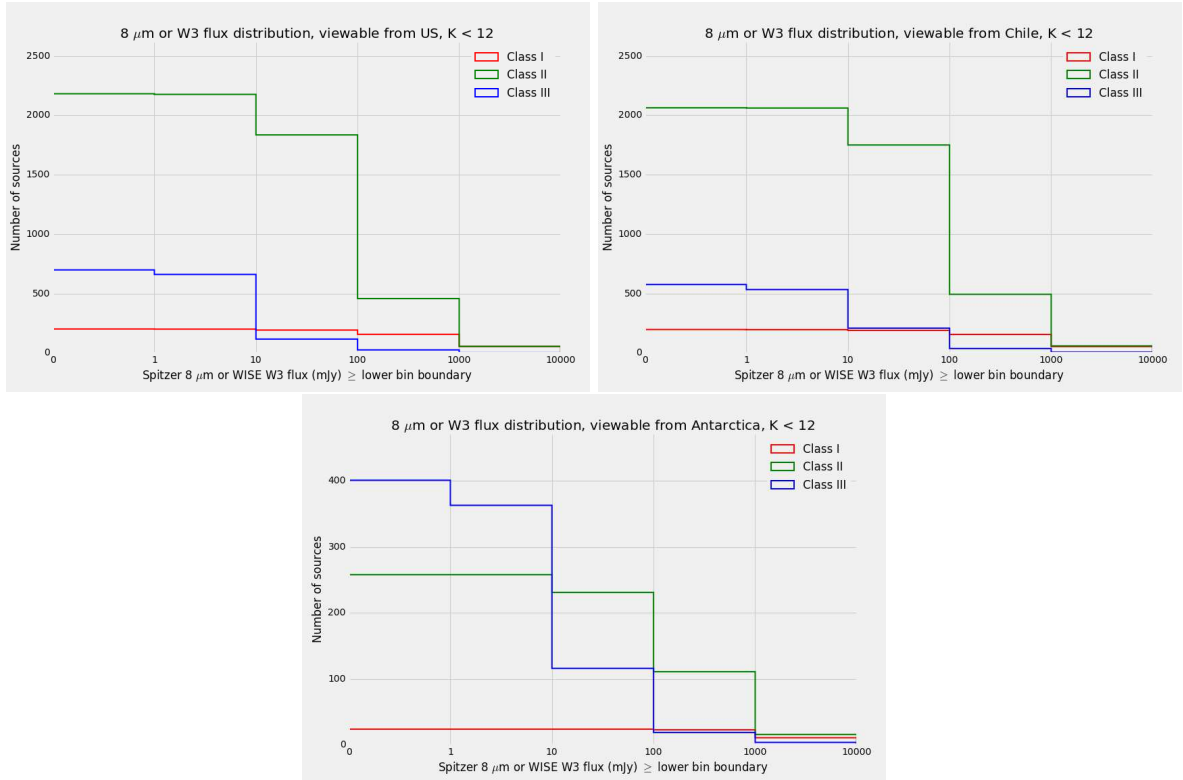 8 μm or W3 flux distribution, viewable from US, K < 12
2500
2000
1500
1000
500
0
Number of sources
Class I
Class II
Class III
0 1 10 100 1000 10000
Spitzer 8 μm or WISE W3 flux (mJy) ≥ lower bin boundary
8 μm or W3 flux distribution, viewable from Chile, K < 12
2500
2000
1500
1000
500
0
Number of sources
Class I
Class II
Class III
0 1 10 100 1000 10000
Spitzer 8 μm or WISE W3 flux (mJy) ≥ lower bin boundary
8 μm or W3 flux distribution, viewable from Antarctica, K < 12
400
300
200
100
0
Number of sources
Class I
Class II
Class III
0 1 10 100 1000 10000
Spitzer 8 μm or WISE W3 flux (mJy) ≥ lower bin boundary